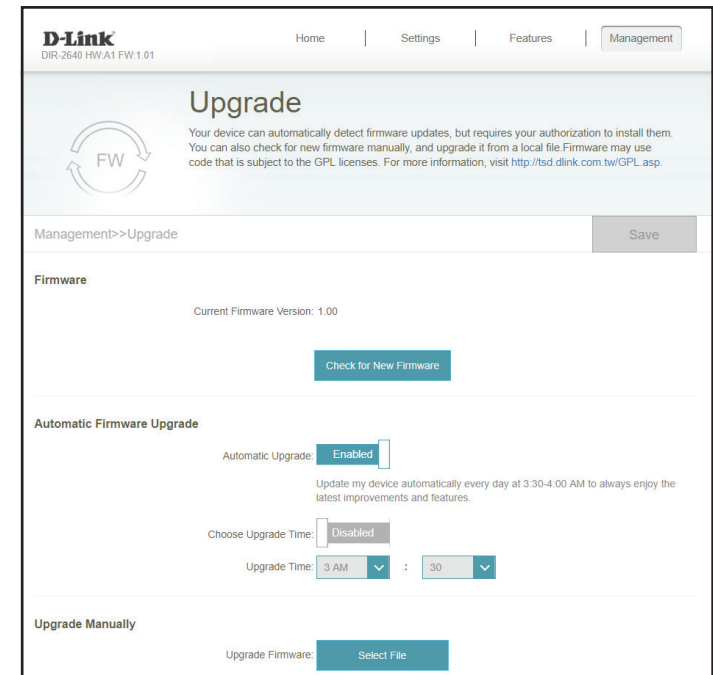 D-Link
DIR-2640 HW:A1 FW:1.01
Home | Settings | Features | Management
Upgrade
Your device can automatically detect firmware updates, but requires your authorization to install them.
You can also check for new firmware manually, and upgrade it from a local file.Firmware may use
code that is subject to the GPL licenses. For more information, visit http://tsd.dlink.com.tw/GPL.asp.
FW
Management>>Upgrade
Save
Firmware
Current Firmware Version: 1.00
Check for New Firmware
Automatic Firmware Upgrade
Automatic Upgrade: Enabled
Update my device automatically every day at 3:30-4:00 AM to always enjoy the
latest improvements and features.
Choose Upgrade Time: Disabled
Upgrade Time: 3 AM : 30
Upgrade Manually
Upgrade Firmware: Select File